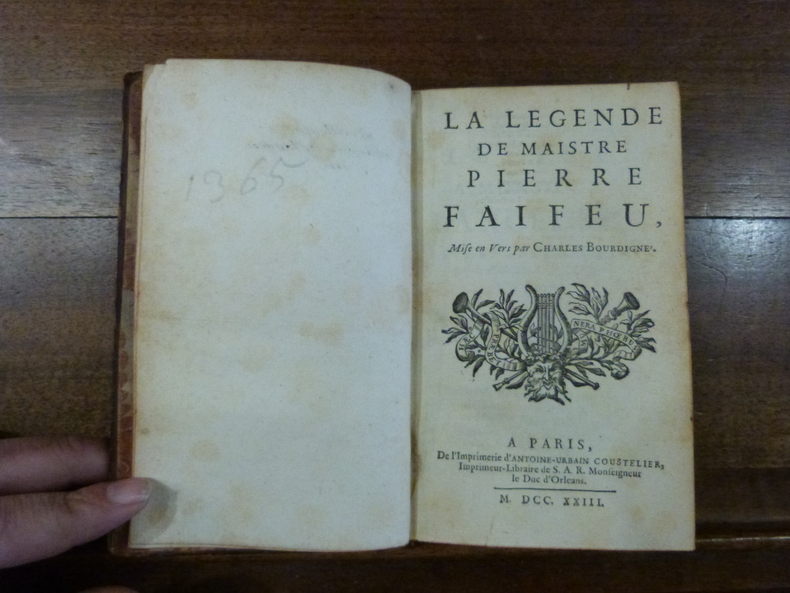 1365
LA LEGENDE
DE MAISTRE
PIERRE
FAIFEU,
Miſe en Vers par CHARLES BOURDIGNE'.
A PARIS,
De l'Imprimerie d'ANTOINE-URBAIN COUSTELIER,
Imprimeur-Libraire de S. A. R. Monſeigneur
le Duc d'Orleans.
M. DCC. XXIII.